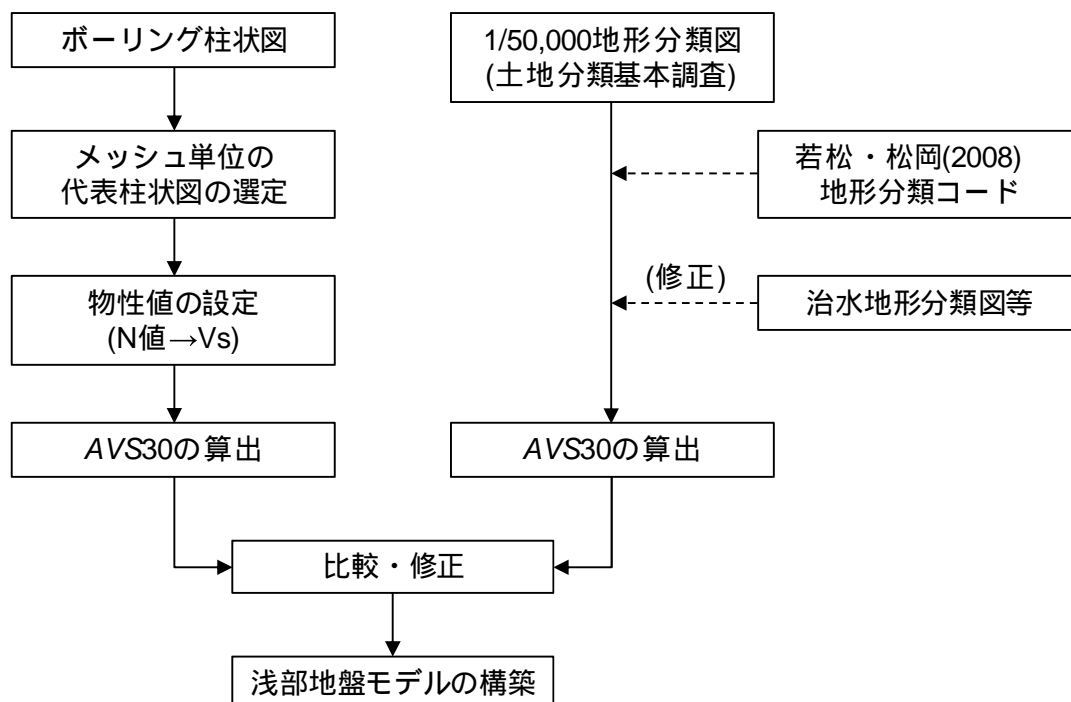 ボーリング柱状図
メッシュ単位の
代表柱状図の選定
物性値の設定
(N値→Vs)
AVS30の算出
1/50,000地形分類図
(土地分類基本調査)
若松・松岡(2008)
地形分類コード
(修正)
治水地形分類図等
AVS30の算出
比較・修正
浅部地盤モデルの構築